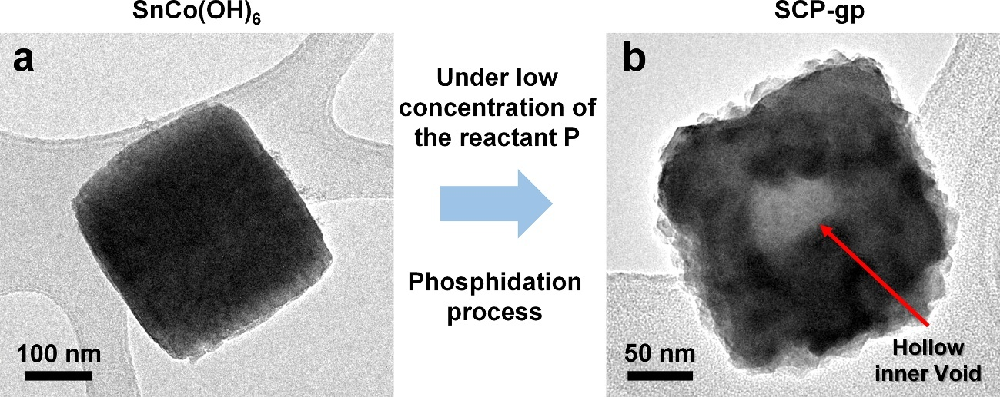 SnCo(OH)₆
SCP-gp
a
Under low
concentration of
the reactant P
Phosphidation
process
100 nm
b
50 nm
Hollow
inner Void